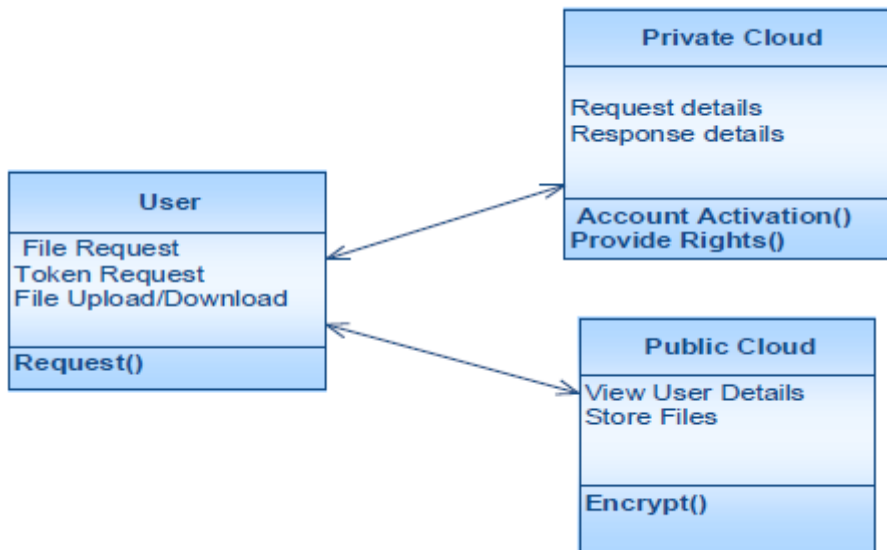 Private Cloud
Request details
Response details
Account Activation()
Provide Rights()
User
File Request
Token Request
File Upload/Download
Request()
Public Cloud
View User Details
Store Files
Encrypt()